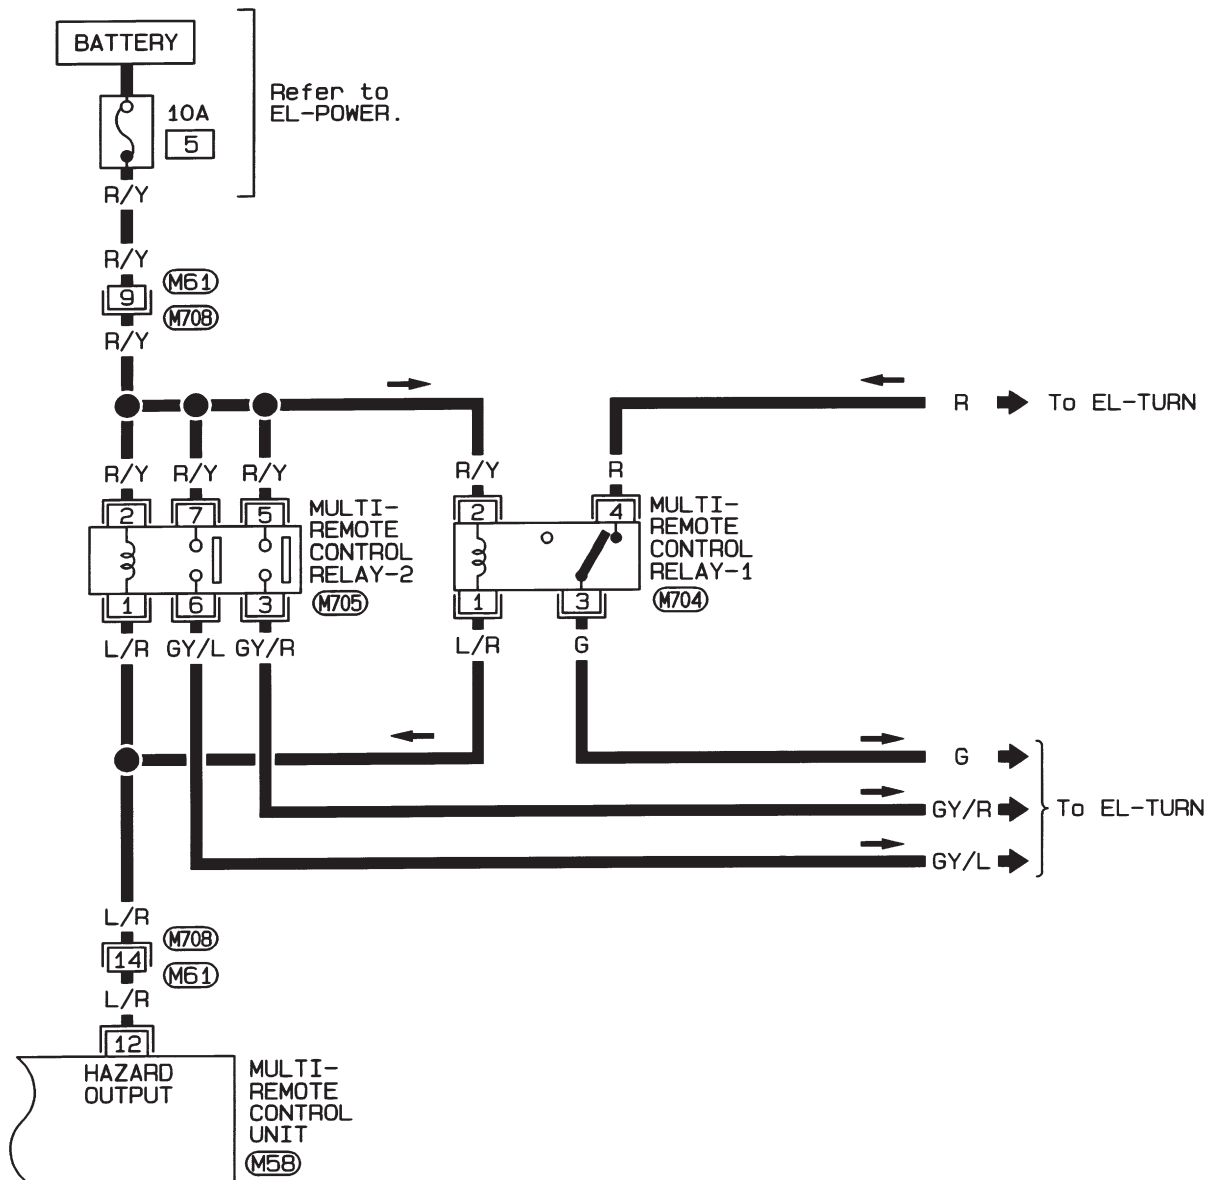 BATTERY
10A
5
Refer to
EL-POWER.
R/Y
R/Y
9
M61
M708
R/Y
R
To EL-TURN
R/Y
R/Y
R/Y
R/Y
R
2
7
5
MULTI-
REMOTE
CONTROL
RELAY-2
M705
2
4
MULTI-
REMOTE
CONTROL
RELAY-1
M704
1
6
3
1
3
L/R
GY/L
GY/R
L/R
G
G
GY/R
GY/L
To EL-TURN
L/R
M708
14
M61
L/R
12
HAZARD
OUTPUT
MULTI-
REMOTE
CONTROL
UNIT
M58